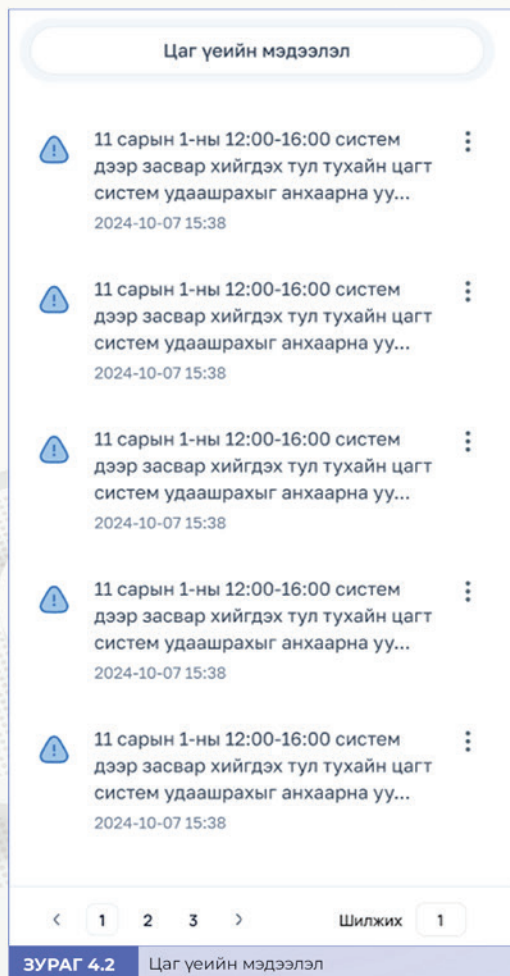 Цаг үеийн мэдээлэл
11 сарын 1-ны 12:00-16:00 систем
дээр засвар хийгдэх тул тухайн цагт
систем удаашрахыг анхаарна уу...
2024-10-07 15:38
11 сарын 1-ны 12:00-16:00 систем
дээр засвар хийгдэх тул тухайн цагт
систем удаашрахыг анхаарна уу...
2024-10-07 15:38
11 сарын 1-ны 12:00-16:00 систем
дээр засвар хийгдэх тул тухайн цагт
систем удаашрахыг анхаарна уу...
2024-10-07 15:38
11 сарын 1-ны 12:00-16:00 систем
дээр засвар хийгдэх тул тухайн цагт
систем удаашрахыг анхаарна уу...
2024-10-07 15:38
11 сарын 1-ны 12:00-16:00 систем
дээр засвар хийгдэх тул тухайн цагт
систем удаашрахыг анхаарна уу...
2024-10-07 15:38
< 1 2 3 > Шилжих 1
ЗУРАГ 4.2 Цаг үеийн мэдээлэл